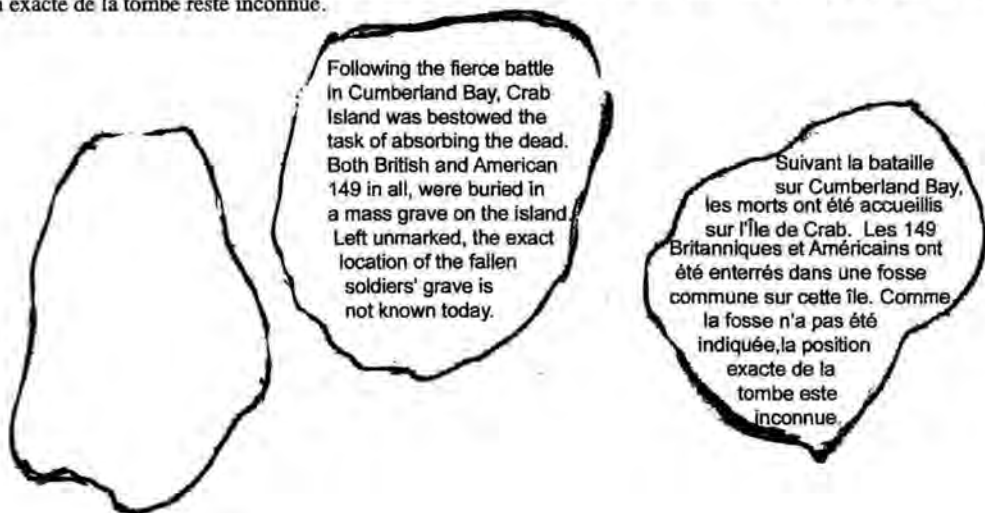 exacte de la tombe reste inconnue.
Following the fierce battle
in Cumberland Bay, Crab
Island was bestowed the
task of absorbing the dead.
Both British and American
149 in all, were buried in
a mass grave on the island.
Left unmarked, the exact
location of the fallen
soldiers' grave is
not known today.
Suivant la bataille
sur Cumberland Bay,
les morts ont été accueillis
sur l'Île de Crab. Les 149
Britanniques et Américains ont
été enterrés dans une fosse
commune sur cette île. Comme
la fosse n'a pas été
indiquée,la position
exacte de la
tombe este
inconnue.